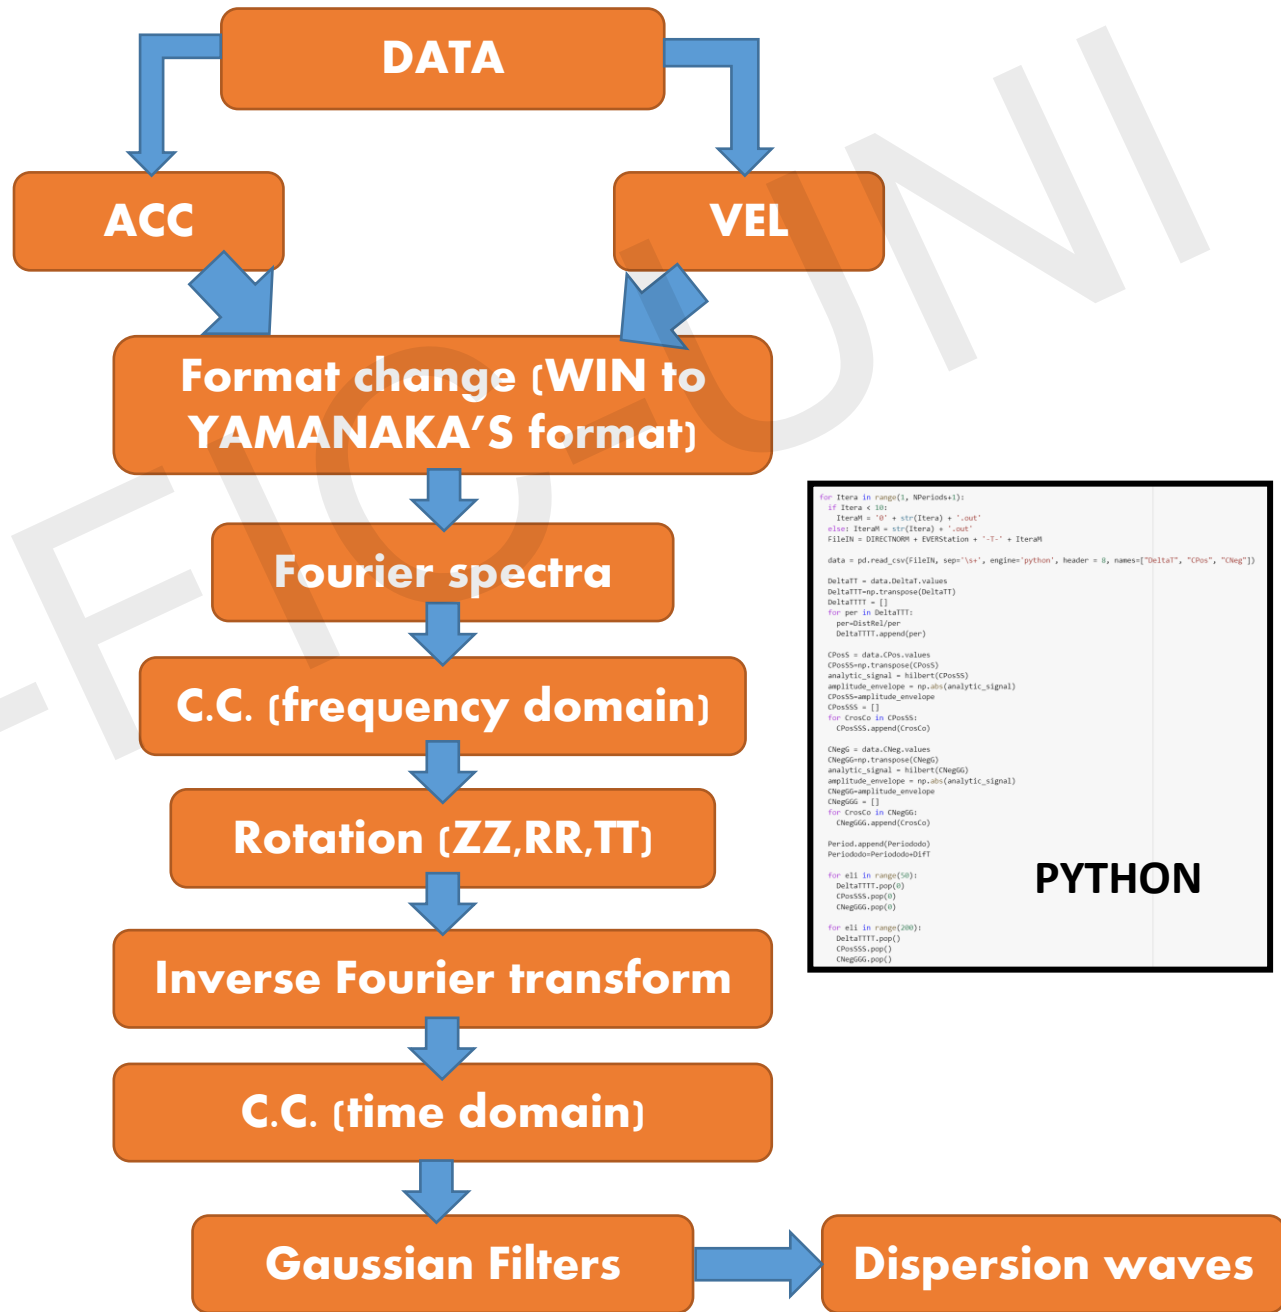 DATA
ACC
VEL
Format change (WIN to
YAMANAKA'S format)
Fourier spectra
C.C. (frequency domain)
Rotation (ZZ,RR,TT)
Inverse Fourier transform
C.C. (time domain)
Gaussian Filters
Dispersion waves
for Itera in range(1, NPeriods+1):
if Itera < 10:
IteraM = '0' + str(Itera) + '.out'
else: IteraM = str(Itera) + '.out'
FileIN = DIRECTNORM + EVERStation + '-T-' + IteraM
data = pd.read_csv(FileIN, sep='\s+', engine='python', header = 0, names=["DeltaT", "CPos", "CNeg"])
DeltaTT = data.DeltaT.values
DeltaTTT=np.transpose(DeltaTT)
DeltaTTTT = []
for per in DeltaTTT:
per=DistRel/per
DeltaTTTT.append(per)
CPosS = data.CPos.values
CPosSS=np.transpose(CPosS)
analytic_signal = hilbert(CPosSS)
amplitude_envelope = np.abs(analytic_signal)
CPosSS=amplitude_envelope
CPosSSS = []
for CrosCo in CPosSS:
CPosSSS.append(CrosCo)
CNegG = data.CNeg.values
CNegGG=np.transpose(CNegG)
analytic_signal = hilbert(CNegGG)
amplitude_envelope = np.abs(analytic_signal)
CNegGG=amplitude_envelope
CNegGGG = []
for CrosCo in CNegGG:
CNegGGG.append(CrosCo)
Period.append(Periododo)
Periododo=Periododo+DifT
for eli in range(50):
DeltaTTTT.pop(0)
CPosSSS.pop(0)
CNegGGG.pop(0)
for eli in range(200):
DeltaTTTT.pop()
CPosSSS.pop()
CNegGGG.pop()
PYTHON
-FIC-UNI